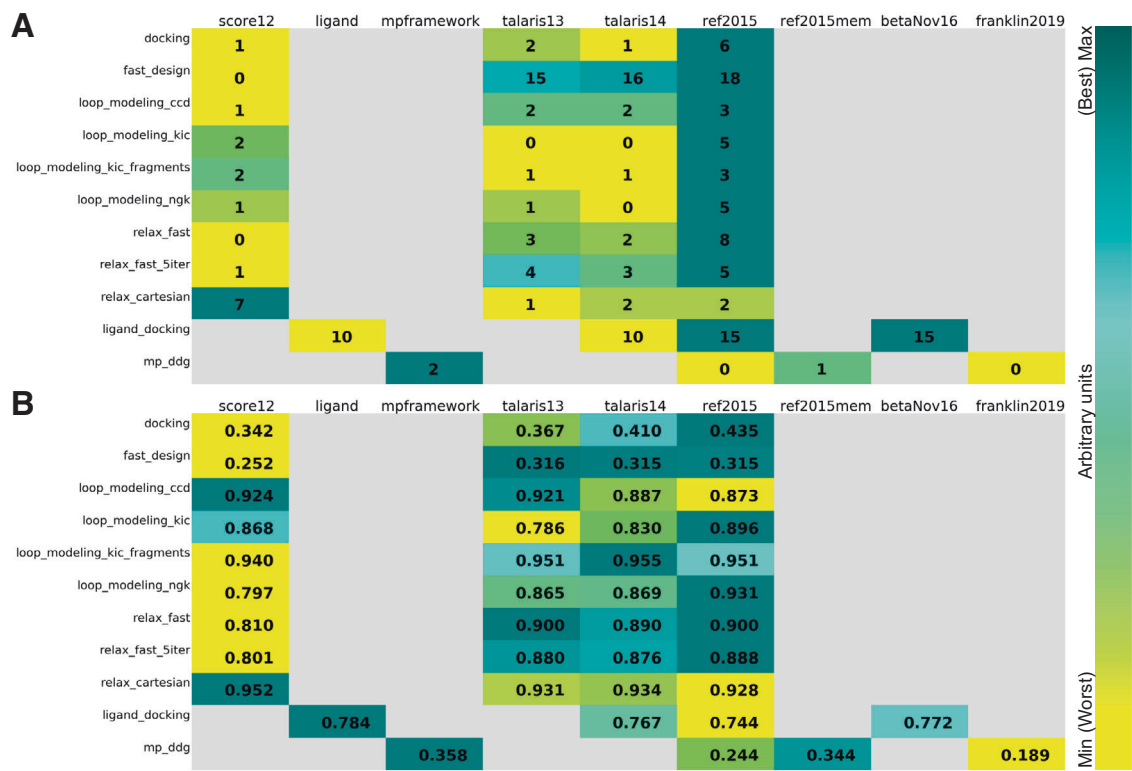 A
score12 ligand mpframework talaris13 talaris14 ref2015 ref2015mem betaNov16 franklin2019
docking 1 2 1 6
fast_design 0 15 16 18
loop_modeling_ccd 1 2 2 3
loop_modeling_kic 2 0 0 5
loop_modeling_kic_fragments 2 1 1 3
loop_modeling_ngk 1 1 0 5
relax_fast 0 3 2 8
relax_fast_5iter 1 4 3 5
relax_cartesian 7 1 2 2
ligand_docking 10 10 15 15
mp_ddg 2 0 1 0
B
score12 ligand mpframework talaris13 talaris14 ref2015 ref2015mem betaNov16 franklin2019
docking 0.342 0.367 0.410 0.435
fast_design 0.252 0.316 0.315 0.315
loop_modeling_ccd 0.924 0.921 0.887 0.873
loop_modeling_kic 0.868 0.786 0.830 0.896
loop_modeling_kic_fragments 0.940 0.951 0.955 0.951
loop_modeling_ngk 0.797 0.865 0.869 0.931
relax_fast 0.810 0.900 0.890 0.900
relax_fast_5iter 0.801 0.880 0.876 0.888
relax_cartesian 0.952 0.931 0.934 0.928
ligand_docking 0.784 0.767 0.744 0.772
mp_ddg 0.358 0.244 0.344 0.189
(Best) Max
Arbitrary units
Min (Worst)